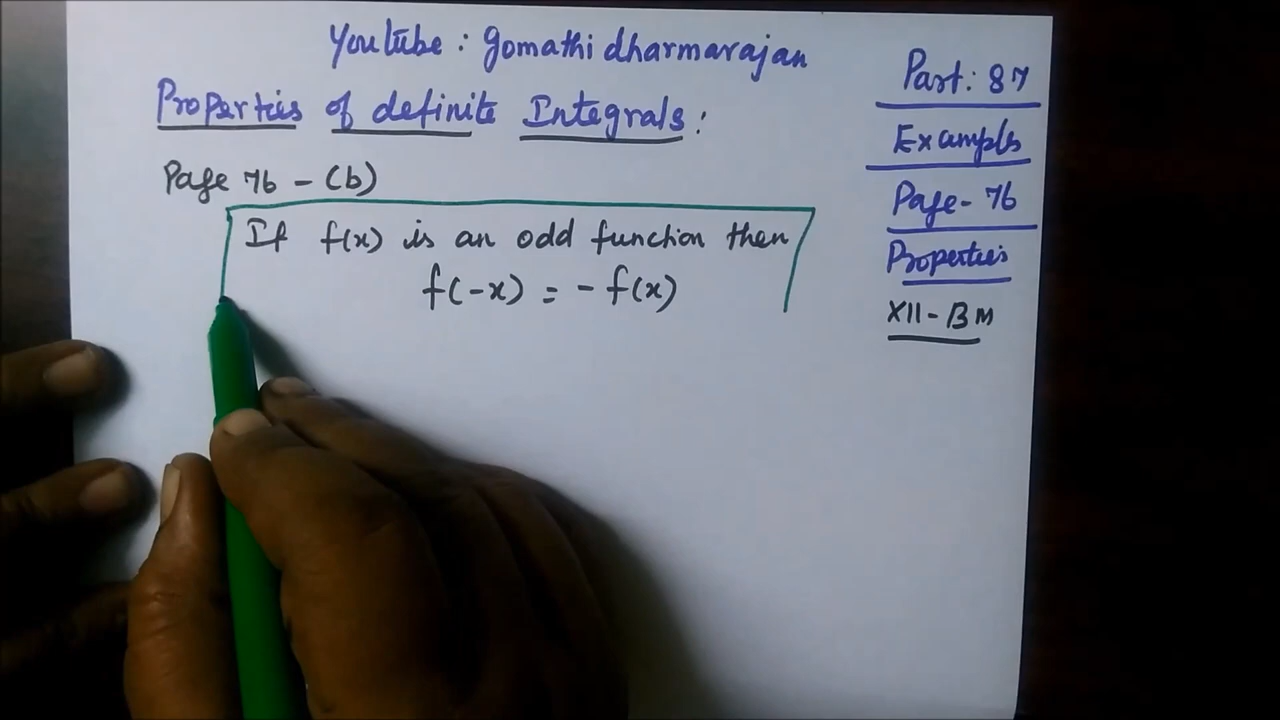 Youtube : gomathi dharmarajan
Properties of definite Integrals :
Page 76 - (b)
If f(x) is an odd function then
f(-x) = - f(x)
Part : 87
Examples
Page - 76
Properties
XII - BM